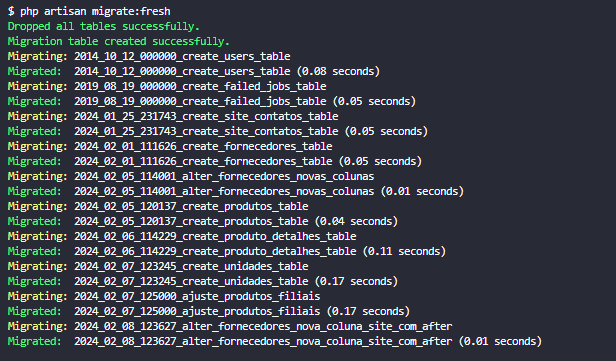 $ php artisan migrate:fresh
Dropped all tables successfully.
Migration table created successfully.
Migrating: 2014_10_12_000000_create_users_table
Migrated:  2014_10_12_000000_create_users_table (0.08 seconds)
Migrating: 2019_08_19_000000_create_failed_jobs_table
Migrated:  2019_08_19_000000_create_failed_jobs_table (0.05 seconds)
Migrating: 2024_01_25_231743_create_site_contatos_table
Migrated:  2024_01_25_231743_create_site_contatos_table (0.05 seconds)
Migrating: 2024_02_01_111626_create_fornecedores_table
Migrated:  2024_02_01_111626_create_fornecedores_table (0.05 seconds)
Migrating: 2024_02_05_114001_alter_fornecedores_novas_colunas
Migrated:  2024_02_05_114001_alter_fornecedores_novas_colunas (0.01 seconds)
Migrating: 2024_02_05_120137_create_produtos_table
Migrated:  2024_02_05_120137_create_produtos_table (0.04 seconds)
Migrating: 2024_02_06_114229_create_produto_detalhes_table
Migrated:  2024_02_06_114229_create_produto_detalhes_table (0.11 seconds)
Migrating: 2024_02_07_123245_create_unidades_table
Migrated:  2024_02_07_123245_create_unidades_table (0.17 seconds)
Migrating: 2024_02_07_125000_ajuste_produtos_filiais
Migrated:  2024_02_07_125000_ajuste_produtos_filiais (0.17 seconds)
Migrating: 2024_02_08_123627_alter_fornecedores_nova_coluna_site_com_after
Migrated:  2024_02_08_123627_alter_fornecedores_nova_coluna_site_com_after (0.01 seconds)